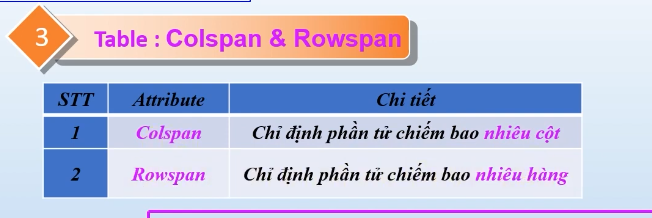 3
Table : Colspan & Rowspan
STT Attribute Chi tiết
1 Colspan Chỉ định phần tử chiếm bao nhiêu cột
2 Rowspan Chỉ định phần tử chiếm bao nhiêu hàng